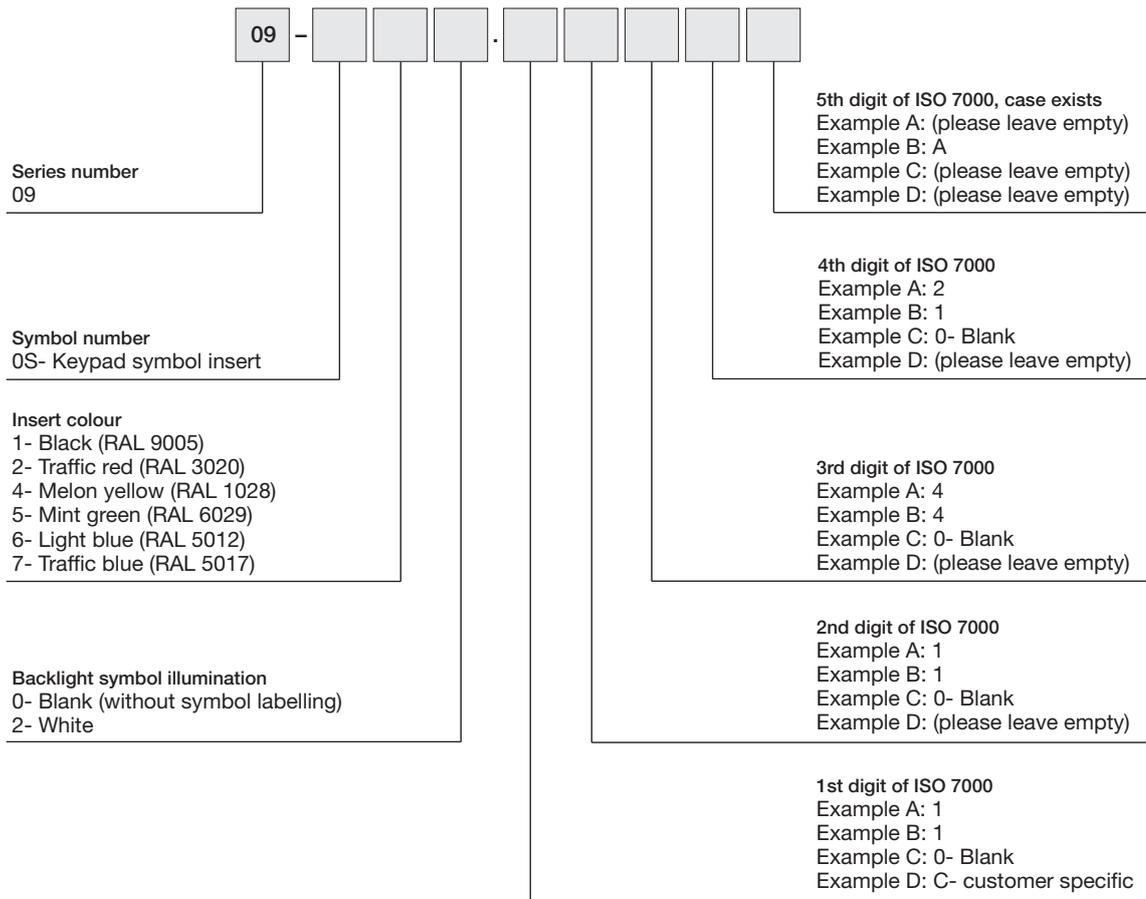 09 – .
Series number
09
Symbol number
0S- Keypad symbol insert
Insert colour
1- Black (RAL 9005)
2- Traffic red (RAL 3020)
4- Melon yellow (RAL 1028)
5- Mint green (RAL 6029)
6- Light blue (RAL 5012)
7- Traffic blue (RAL 5017)
Backlight symbol illumination
0- Blank (without symbol labelling)
2- White
5th digit of ISO 7000, case exists
Example A: (please leave empty)
Example B: A
Example C: (please leave empty)
Example D: (please leave empty)
4th digit of ISO 7000
Example A: 2
Example B: 1
Example C: 0- Blank
Example D: (please leave empty)
3rd digit of ISO 7000
Example A: 4
Example B: 4
Example C: 0- Blank
Example D: (please leave empty)
2nd digit of ISO 7000
Example A: 1
Example B: 1
Example C: 0- Blank
Example D: (please leave empty)
1st digit of ISO 7000
Example A: 1
Example B: 1
Example C: 0- Blank
Example D: C- customer specific